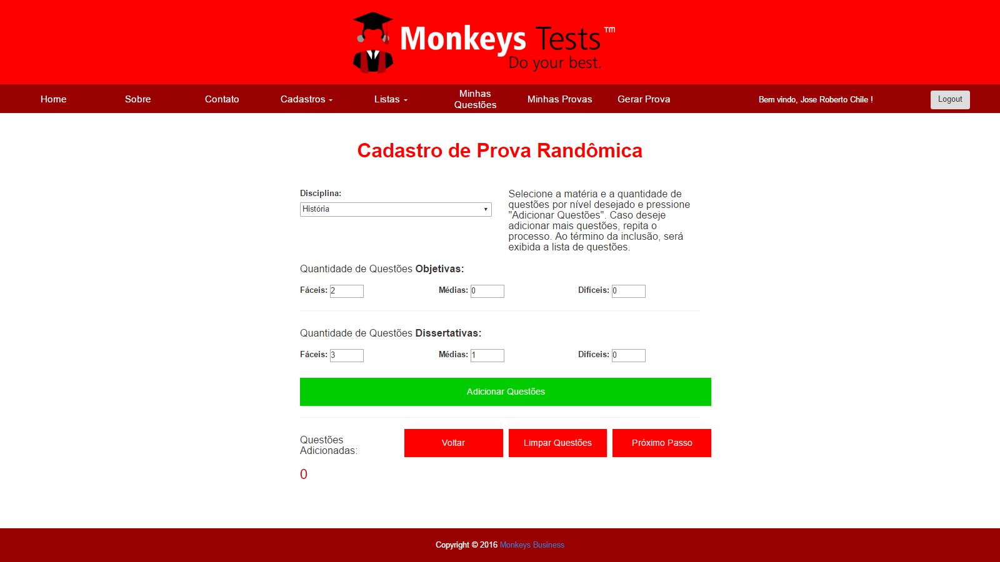 Monkeys Tests™
Do your best.
Home
Sobre
Contato
Cadastros
Listas
Minhas
Questões
Minhas Provas
Gerar Prova
Bem vindo, Jose Roberto Chile !
Logout
Cadastro de Prova Randômica
Disciplina:
História
Selecione a matéria e a quantidade de
questões por nível desejado e pressione
"Adicionar Questões". Caso deseje
adicionar mais questões, repita o
processo. Ao término da inclusão, será
exibida a lista de questões.
Quantidade de Questões Objetivas:
Fáceis: 2
Médias: 0
Difíceis: 0
Quantidade de Questões Dissertativas:
Fáceis: 3
Médias: 1
Difíceis: 0
Adicionar Questões
Questões
Adicionadas:
0
Voltar
Limpar Questões
Próximo Passo
Copyright © 2016 Monkeys Business